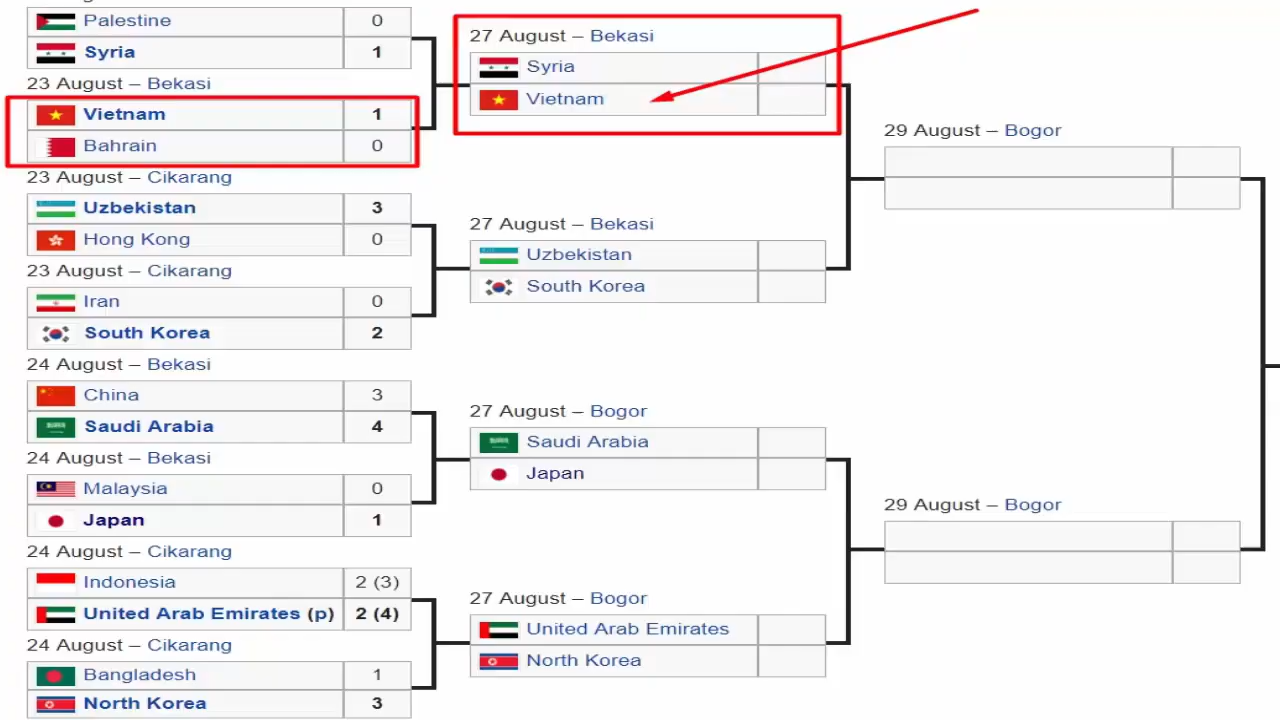 Palestine 0
Syria 1
23 August – Bekasi
Vietnam 1
Bahrain 0
23 August – Cikarang
Uzbekistan 3
Hong Kong 0
23 August – Cikarang
Iran 0
South Korea 2
24 August – Bekasi
China 3
Saudi Arabia 4
24 August – Bekasi
Malaysia 0
Japan 1
24 August – Cikarang
Indonesia 2 (3)
United Arab Emirates (p) 2 (4)
24 August – Cikarang
Bangladesh 1
North Korea 3
27 August – Bekasi
Syria
Vietnam
27 August – Bekasi
Uzbekistan
South Korea
27 August – Bogor
Saudi Arabia
Japan
27 August – Bogor
United Arab Emirates
North Korea
29 August – Bogor
29 August – Bogor